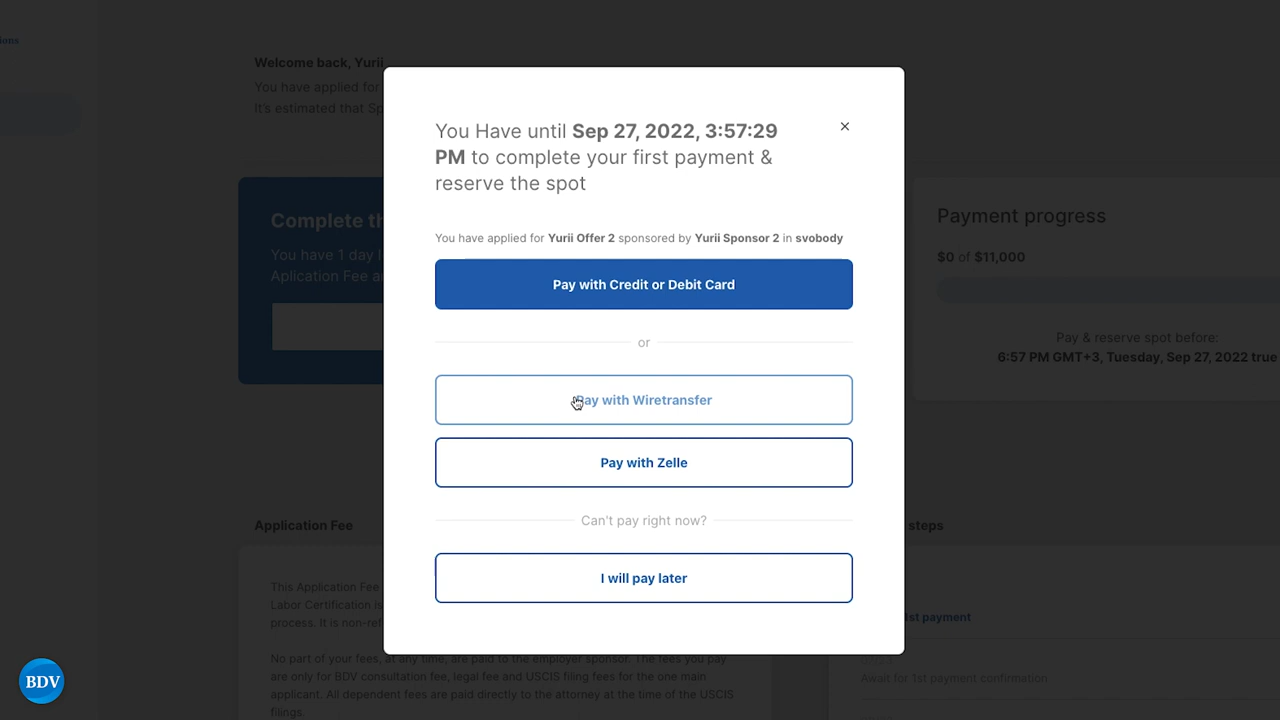 ions
Welcome back, Yurii
You have applied for
It's estimated that Sp
You Have until Sep 27, 2022, 3:57:29
PM to complete your first payment &
reserve the spot
You have applied for Yurii Offer 2 sponsored by Yurii Sponsor 2 in svobody
Pay with Credit or Debit Card
or
Pay with Wiretransfer
Pay with Zelle
Can't pay right now?
I will pay later
Complete th
You have 1 day l
Aplication Fee a
Payment progress
$0 of $11,000
Pay & reserve spot before:
6:57 PM GMT+3, Tuesday, Sep 27, 2022 true
Application Fee
This Application Fee
Labor Certification is
process. It is non-ref
No part of your fees, at any time, are paid to the employer sponsor. The fees you pay
are only for BDV consultation fee, legal fee and USCIS filing fees for the one main
applicant. All dependent fees are paid directly to the attorney at the time of the USCIS
filings.
steps
1st payment
Await for 1st payment confirmation
BDV